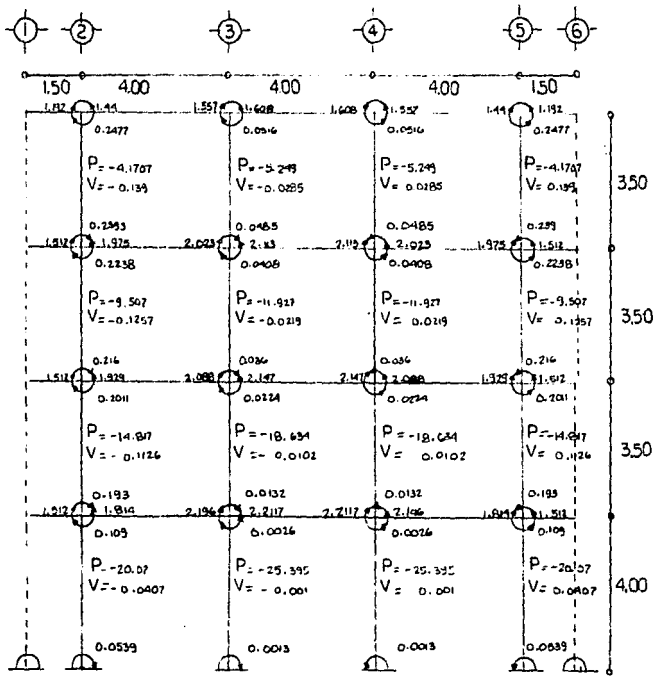 1 2 3 4 5 6
1.50 4.00 4.00 4.00 1.50
1.192 1.44 1.557 1.608 1.608 1.557 1.44 1.192
0.2477 0.0516 0.0516 0.2477
P=-4.1707 P=-5.249 P=-5.249 P=-4.1707
V=-0.139 V=-0.0285 V= 0.0285 V= 0.139
3.50
0.2393 0.0485 0.0485 0.239
1.512 1.975 2.023 2.113 2.023 1.975 1.512
0.2238 0.0408 0.0408 0.2238
P=-9.507 P=-11.927 P=-11.927 P=-9.507
V=-0.1257 V=-0.0219 V= 0.0219 V= 0.1257
3.50
0.216 0.036 0.036 0.216
1.512 1.929 2.088 2.147 2.147 2.088 1.929 1.512
0.2011 0.0224 0.0224 0.2011
P=-14.817 P=-18.634 P=-18.634 P=-14.817
V=-0.1126 V=-0.0102 V= 0.0102 V= 0.1126
3.50
0.193 0.0132 0.0132 0.193
1.512 1.814 2.196 2.2117 2.2117 2.196 1.814 1.512
0.109 0.0026 0.0026 0.109
P=-20.07 P=-25.395 P=-25.395 P=-20.07
V=-0.0407 V=-0.001 V= 0.001 V= 0.0407
4.00
0.0539 0.0013 0.0013 0.0539